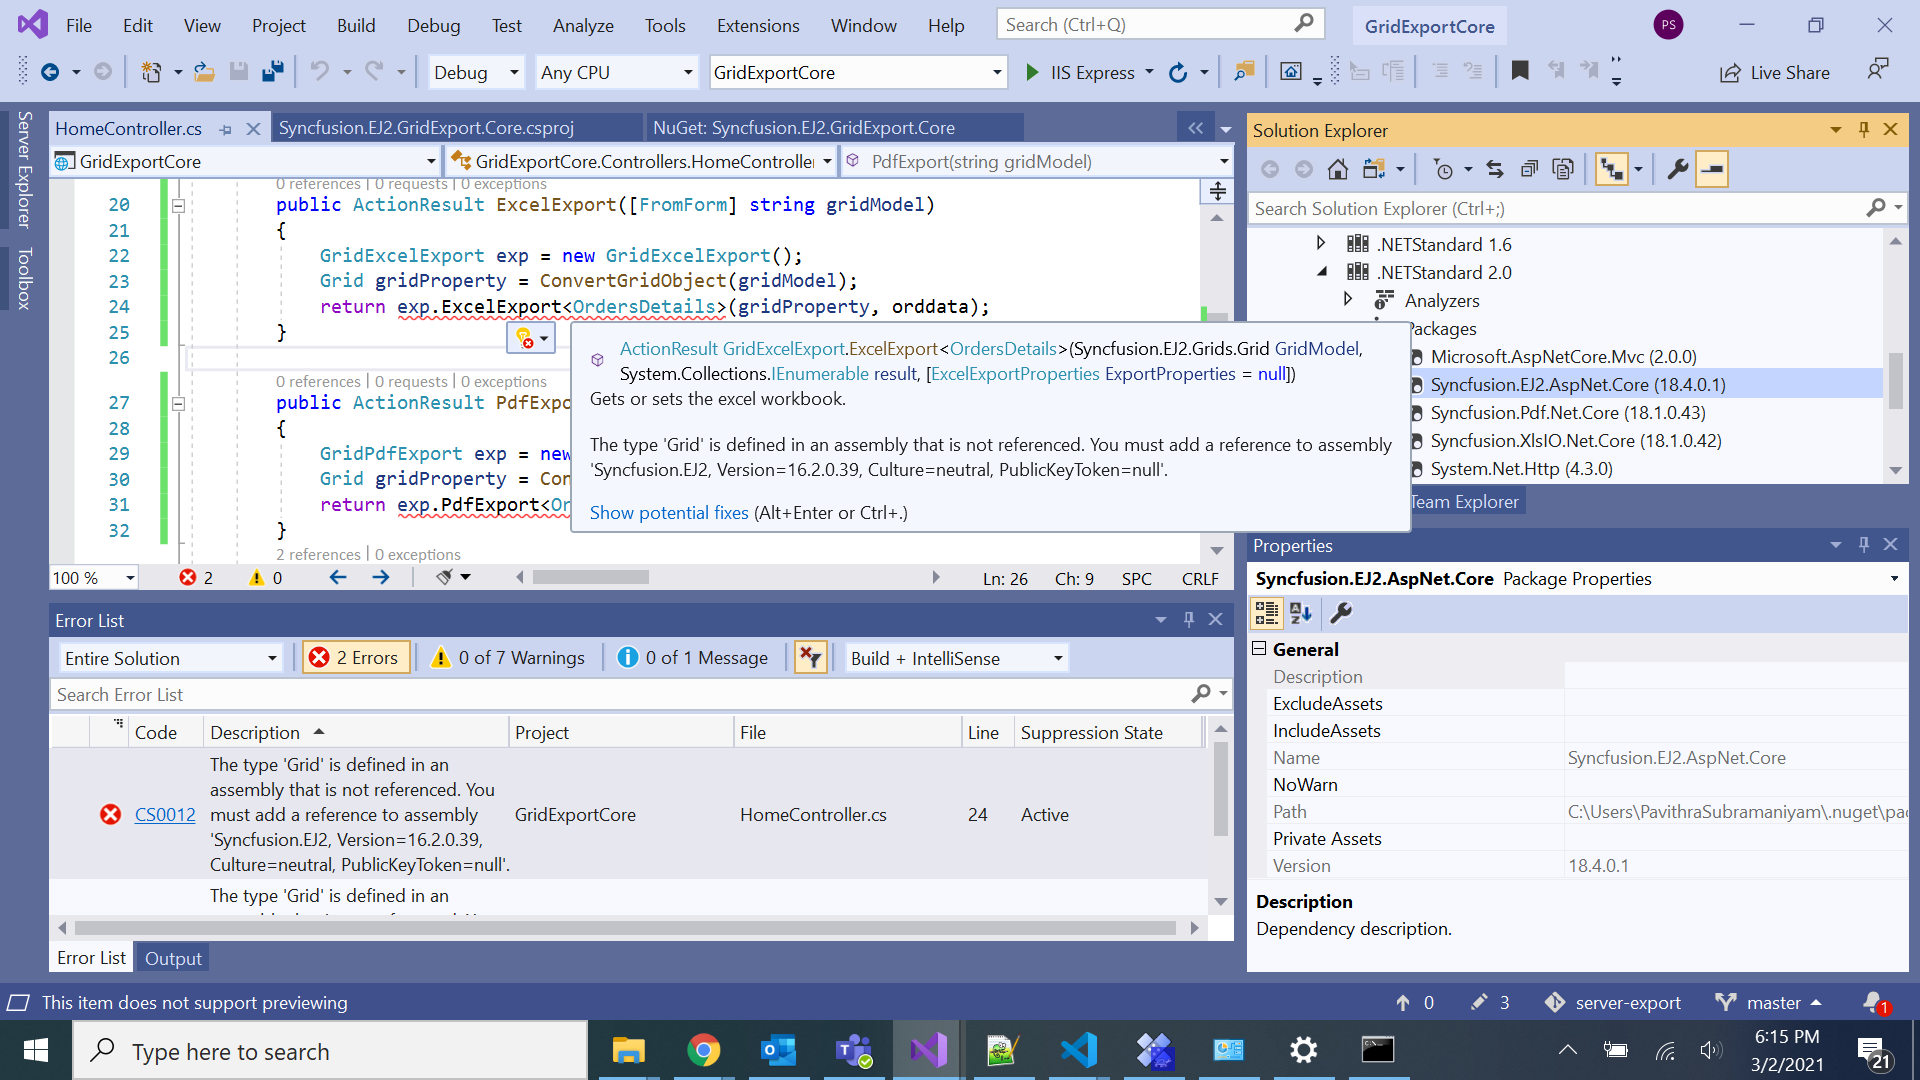 File Edit View Project Build Debug Test Analyze Tools Extensions Window Help Search (Ctrl+Q) GridExportCore PS
Debug Any CPU GridExportCore IIS Express Live Share
Server Explorer
Toolbox
HomeController.cs Syncfusion.EJ2.GridExport.Core.csproj NuGet: Syncfusion.EJ2.GridExport.Core
GridExportCore GridExportCore.Controllers.HomeController PdfExport(string gridModel)
0 references | 0 requests | 0 exceptions
20 public ActionResult ExcelExport([FromForm] string gridModel)
21 {
22 GridExcelExport exp = new GridExcelExport();
23 Grid gridProperty = ConvertGridObject(gridModel);
24 return exp.ExcelExport<OrdersDetails>(gridProperty, orddata);
25 }
26
0 references | 0 requests | 0 exceptions
27 public ActionResult PdfExpo
28 {
29 GridPdfExport exp = new
30 Grid gridProperty = Con
31 return exp.PdfExport<Or
32 }
2 references | 0 exceptions
ActionResult GridExcelExport.ExcelExport<OrdersDetails>(Syncfusion.EJ2.Grids.Grid GridModel,
System.Collections.IEnumerable result, [ExcelExportProperties ExportProperties = null])
Gets or sets the excel workbook.
The type 'Grid' is defined in an assembly that is not referenced. You must add a reference to assembly
'Syncfusion.EJ2, Version=16.2.0.39, Culture=neutral, PublicKeyToken=null'.
Show potential fixes (Alt+Enter or Ctrl+.)
100 % 2 0 Ln: 26 Ch: 9 SPC CRLF
Solution Explorer
Search Solution Explorer (Ctrl+;)
.NETStandard 1.6
.NETStandard 2.0
Analyzers
Packages
Microsoft.AspNetCore.Mvc (2.0.0)
Syncfusion.EJ2.AspNet.Core (18.4.0.1)
Syncfusion.Pdf.Net.Core (18.1.0.43)
Syncfusion.XlsIO.Net.Core (18.1.0.42)
System.Net.Http (4.3.0)
Team Explorer
Properties
Syncfusion.EJ2.AspNet.Core Package Properties
General
Description
ExcludeAssets
IncludeAssets
Name Syncfusion.EJ2.AspNet.Core
NoWarn
Path C:\Users\PavithraSubramaniyam\.nuget\pac
Private Assets
Version 18.4.0.1
Description
Dependency description.
Error List
Entire Solution 2 Errors 0 of 7 Warnings 0 of 1 Message Build + IntelliSense
Search Error List
Code Description Project File Line Suppression State
The type 'Grid' is defined in an
assembly that is not referenced. You
CS0012 must add a reference to assembly GridExportCore HomeController.cs 24 Active
'Syncfusion.EJ2, Version=16.2.0.39,
Culture=neutral, PublicKeyToken=null'.
The type 'Grid' is defined in an
Error List Output
This item does not support previewing 0 3 server-export master 1
Type here to search 6:15 PM
3/2/2021 21